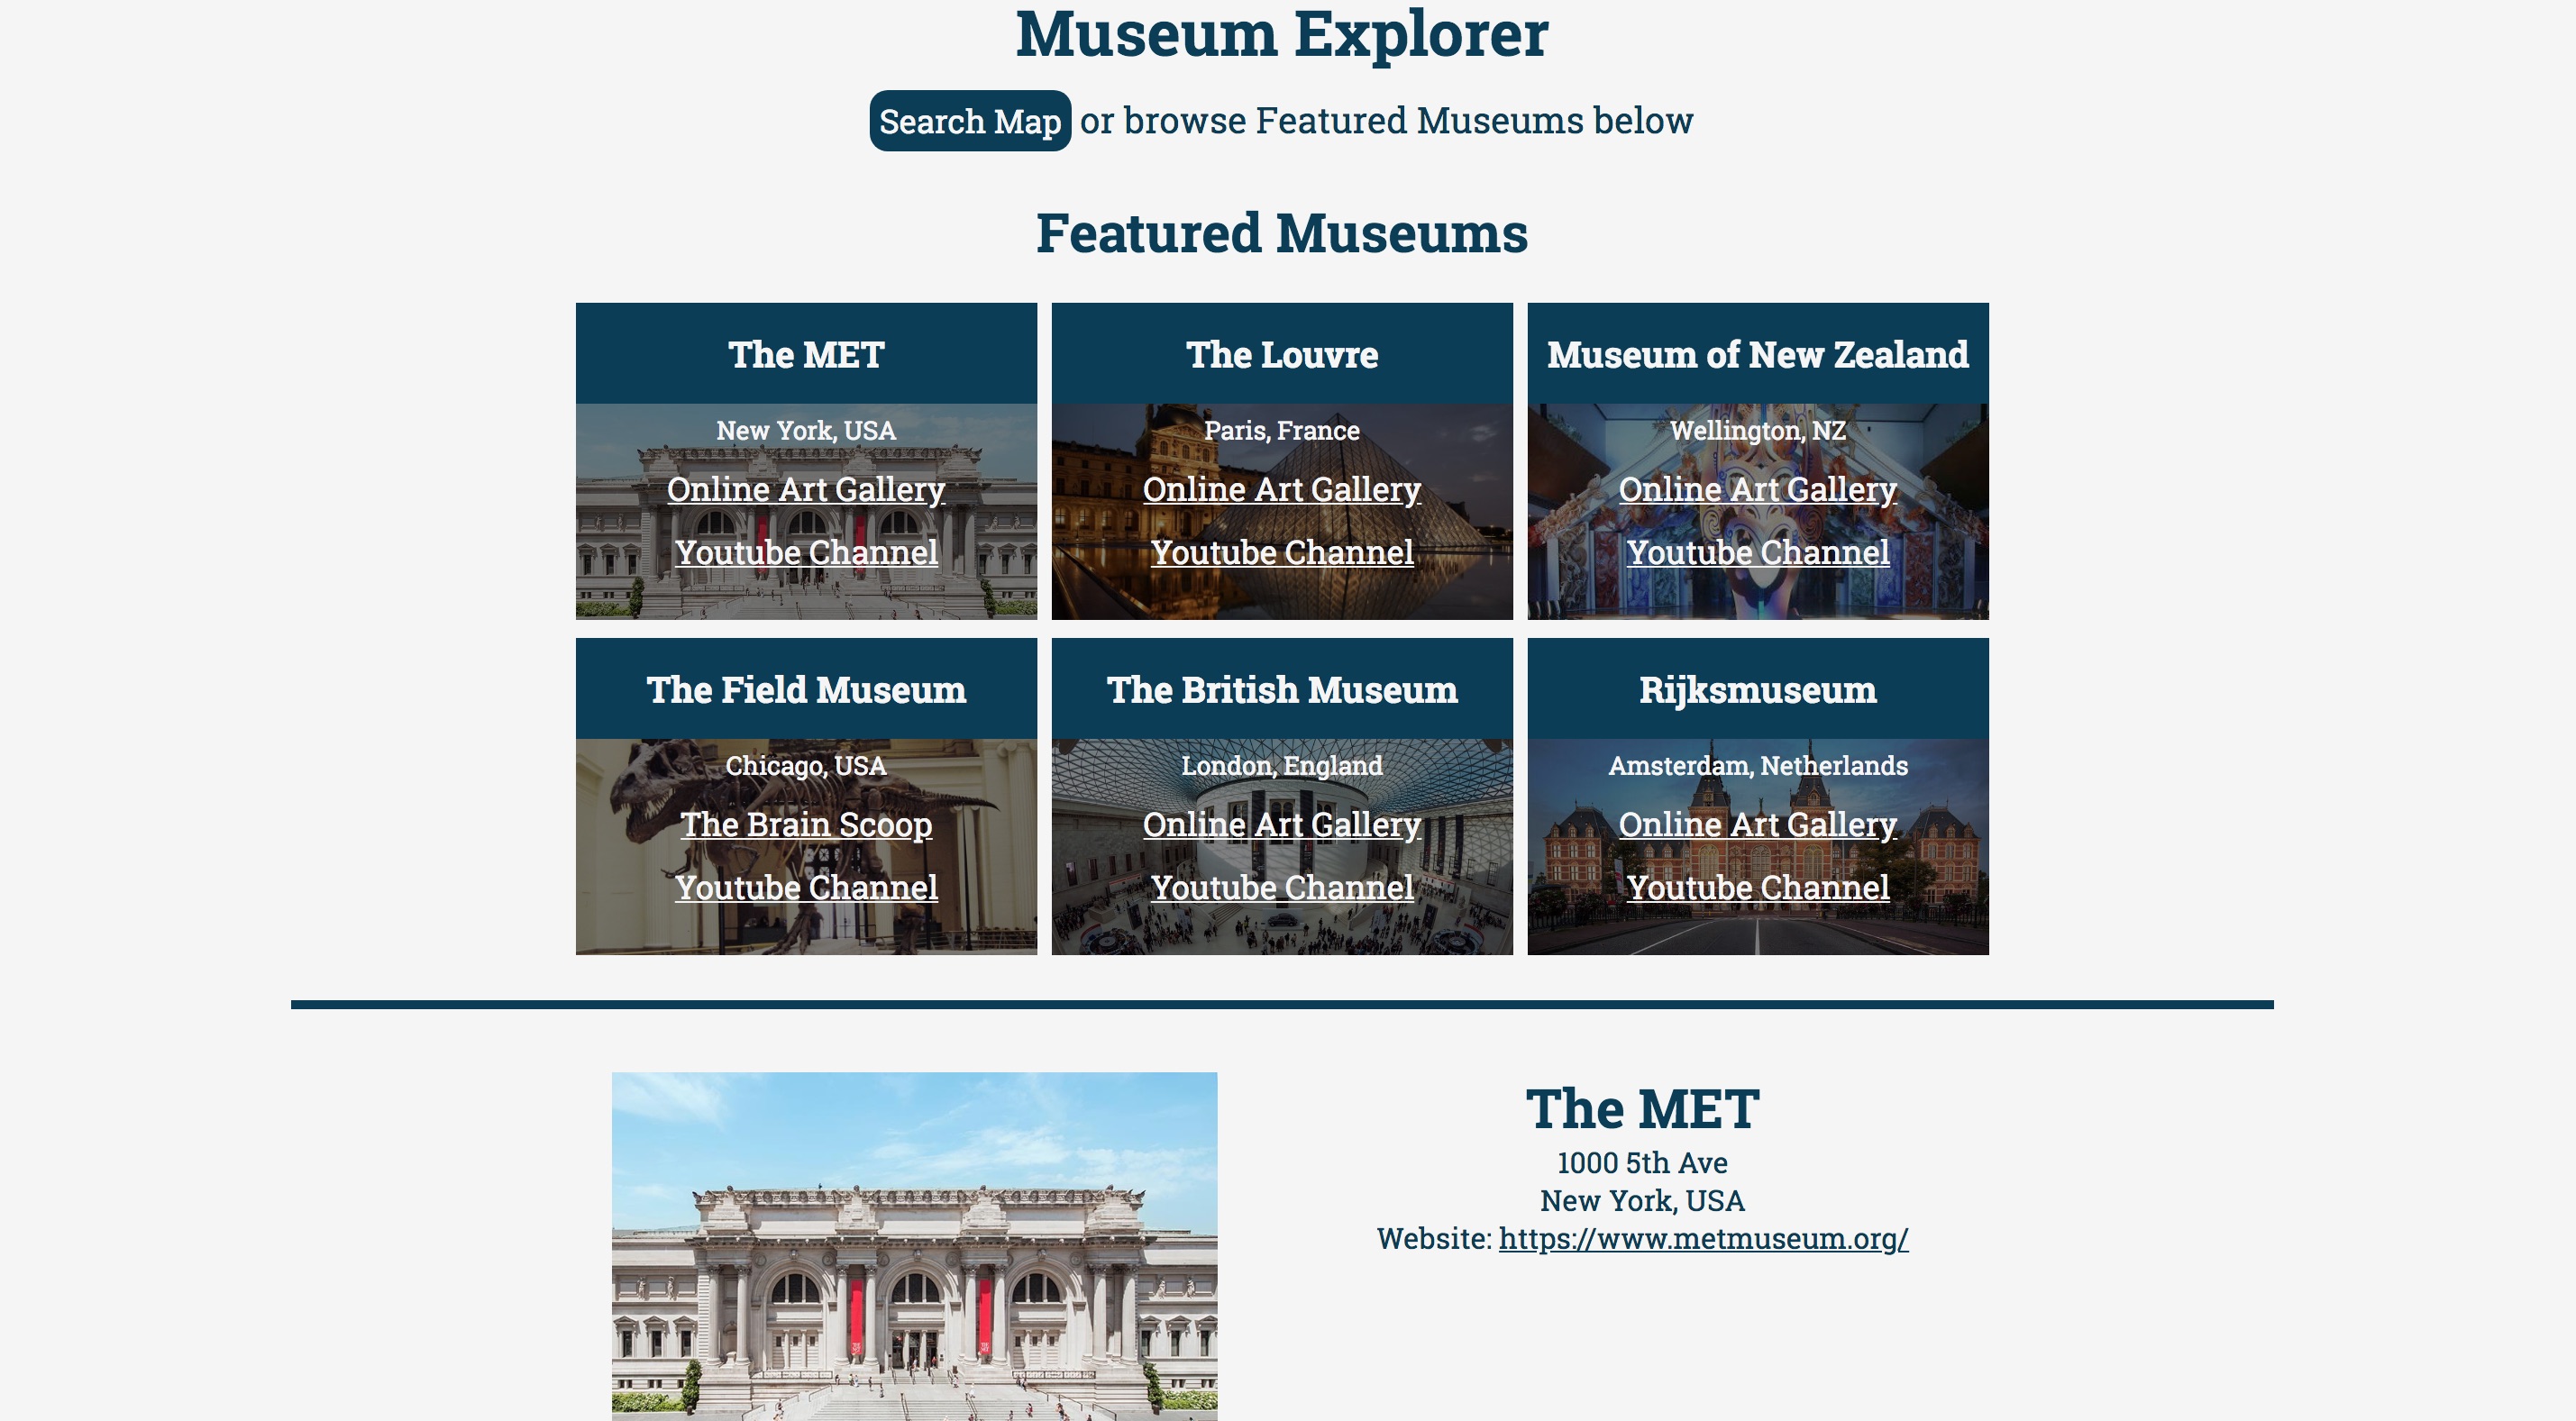 Museum Explorer
Search Map or browse Featured Museums below
Featured Museums
The MET
New York, USA
Online Art Gallery
Youtube Channel
The Louvre
Paris, France
Online Art Gallery
Youtube Channel
Museum of New Zealand
Wellington, NZ
Online Art Gallery
Youtube Channel
The Field Museum
Chicago, USA
The Brain Scoop
Youtube Channel
The British Museum
London, England
Online Art Gallery
Youtube Channel
Rijksmuseum
Amsterdam, Netherlands
Online Art Gallery
Youtube Channel
The MET
1000 5th Ave
New York, USA
Website: https://www.metmuseum.org/